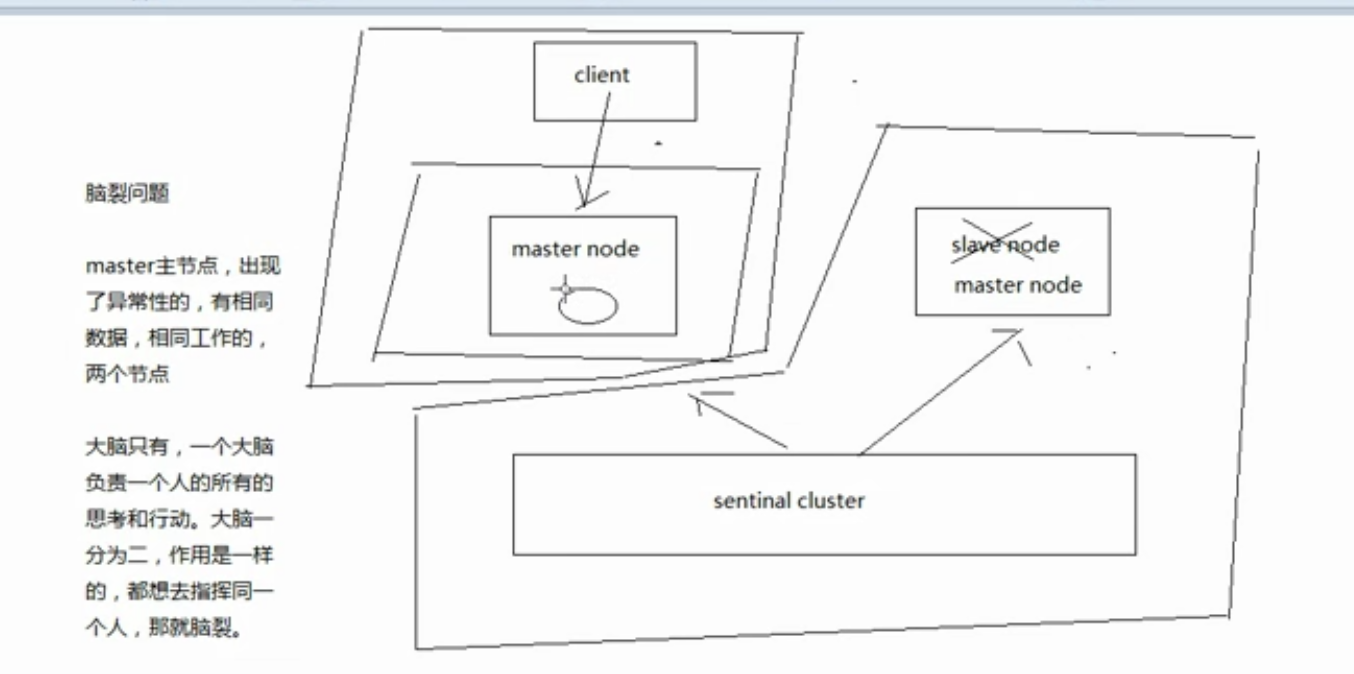 client
脑裂问题
master node
slave node
master node
master主节点，出现
了异常性的，有相同
数据，相同工作的，
两个节点
大脑只有，一个大脑
负责一个人的所有的
思考和行动。大脑一
分为二，作用是一样
的，都想去指挥同一
个人，那就脑裂。
sentinal cluster